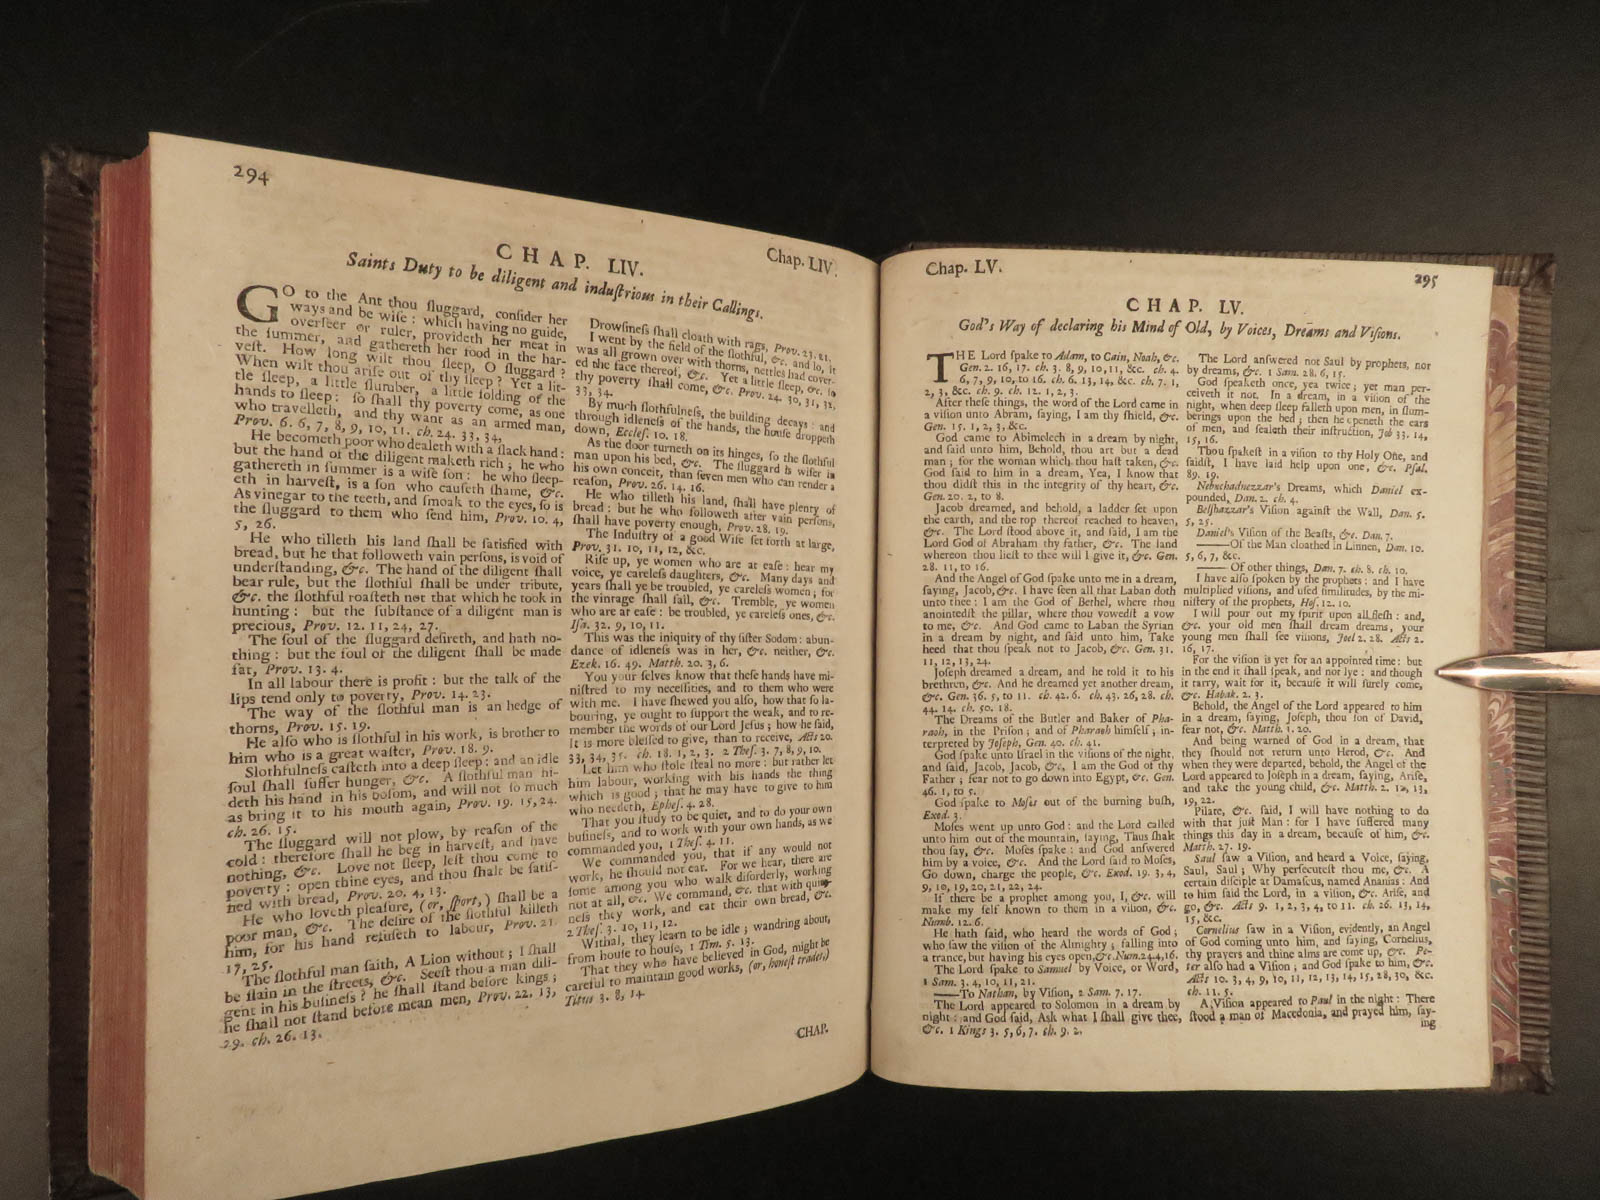 294
Chap. LIV.
CHAP. LIV.
Saints Duty to be diligent and induſtrious in their Callings.
GO to the Ant thou ſluggard, conſider her
ways and be wiſe: which having no guide,
overſeer or ruler, provideth her meat in
the ſummer, and gathereth her food in the har-
veſt. How long wilt thou ſleep, O ſluggard?
When wilt thou ariſe out of thy ſleep? Yet a lit-
tle ſleep, a little ſlumber, a little folding of the
hands to ſleep: ſo ſhall thy poverty come, as one
who travelleth, and thy want as an armed man,
Prov. 6. 6, 7, 8, 9, 10, 11. ch. 24. 33, 34,
He becometh poor who dealeth with a ſlack hand:
but the hand of the diligent maketh rich; he who
gathereth in ſummer is a wiſe ſon: he who ſleep-
eth in harveſt, is a ſon who cauſeth ſhame, &c.
As vinegar to the teeth, and ſmoak to the eyes, ſo is
the ſluggard to them who ſend him, Prov. 10. 4,
5, 26.
He who tilleth his land ſhall be ſatisfied with
bread, but he that followeth vain perſons, is void of
underſtanding, &c. The hand of the diligent ſhall
bear rule, but the ſlothful ſhall be under tribute,
&c. the ſlothful roaſteth not that which he took in
hunting: but the ſubſtance of a diligent man is
precious, Prov. 12. 11, 24, 27.
The ſoul of the ſluggard deſireth, and hath no-
thing: but the ſoul of the diligent ſhall be made
fat, Prov. 13. 4.
In all labour there is profit: but the talk of the
lips tend only to poverty, Prov. 14. 23.
The way of the ſlothful man is an hedge of
thorns, Prov. 15. 19.
He alſo who is ſlothful in his work, is brother to
him who is a great waſter, Prov. 18. 9.
Slothfulneſs caſteth into a deep ſleep: and an idle
ſoul ſhall ſuffer hunger, &c. A ſlothful man hi-
deth his hand in his boſom, and will not ſo much
as bring it to his mouth again, Prov. 19. 15, 24.
ch. 26. 15.
The ſluggard will not plow, by reaſon of the
cold: therefore ſhall he beg in harveſt, and have
nothing, &c. Love not ſleep, leſt thou come to
poverty: open thine eyes, and thou ſhalt be ſatiſ-
fied with bread, Prov. 20. 4, 13.
He who loveth pleaſure, (or, ſport,) ſhall be a
poor man, &c. The deſire of the ſlothful killeth
him, for his hand refuſeth to labour, Prov. 21.
17, 25.
The ſlothful man ſaith, A Lion without; I ſhall
be ſlain in the ſtreets, &c. Seeſt thou a man dili-
gent in his buſineſs? he ſhall ſtand before kings;
he ſhall not ſtand before mean men, Prov. 22. 13,
29. ch. 26. 13.
Drowſineſs ſhall cloath with rags, Prov. 23. 21.
I went by the field of the ſlothful, &c. and lo, it
was all grown over with thorns, nettles had cover-
ed the face thereof, &c. Yet a little ſleep, &c. ſo
thy poverty ſhall come, &c. Prov. 24. 30, 31, 32,
33, 34.
By much ſlothfulneſs, the building decays: and
through idleneſs of the hands, the houſe droppeth
down, Eccleſ. 10. 18.
As the door turneth on its hinges, ſo the ſlothful
man upon his bed, &c. The ſluggard is wiſer in
his own conceit, than ſeven men who can render a
reaſon, Prov. 26. 14. 16.
He who tilleth his land, ſhall have plenty of
bread: but he who followeth after vain perſons,
ſhall have poverty enough, Prov. 28. 19.
The Induſtry of a good Wife ſet forth at large,
Prov. 31. 10, 11, 12, &c.
Riſe up, ye women who are at eaſe: hear my
voice, ye careleſs daughters, &c. Many days and
years ſhall ye be troubled, ye careleſs women; for
the vintage ſhall fail, &c. Tremble, ye women
who are at eaſe: be troubled, ye careleſs ones, &c.
Iſa. 32. 9, 10, 11.
This was the iniquity of thy ſiſter Sodom: abun-
dance of idleneſs was in her, &c. neither, &c.
Ezek. 16. 49. Matth. 20. 3, 6.
You your ſelves know that theſe hands have mi-
niſtred to my neceſſities, and to them who were
with me. I have ſhewed you alſo, how that ſo la-
bouring, ye ought to ſupport the weak, and to re-
member the words of our Lord Jeſus; how he ſaid,
It is more bleſſed to give, than to receive, Acts 20.
33, 34, 35. ch. 18. 1, 2, 3. 2 Theſ. 3. 7, 8, 9, 10.
Let him who ſtole ſteal no more: but rather let
him labour, working with his hands the thing
which is good; that he may have to give to him
who needeth, Epheſ. 4. 28.
That you ſtudy to be quiet, and to do your own
buſineſs, and to work with your own hands, as we
commanded you, 1 Theſ. 4. 11.
We commanded you, that if any would not
work, he ſhould not eat. For we hear, there are
ſome among you who walk diſorderly, working
not at all, &c. We command, &c. that with quiet-
neſs they work, and eat their own bread, &c.
2 Theſ. 3. 10, 11, 12.
Withal, they learn to be idle; wandring about,
from houſe to houſe, 1 Tim. 5. 13.
That they who have believed in God, might be
careful to maintain good works, (or, honeſt trades)
Titus 3. 8, 14
CHAP.
Chap. LV.
295
CHAP. LV.
God's Way of declaring his Mind of Old, by Voices, Dreams and Viſions.
THE Lord ſpake to Adam, to Cain, Noah, &c.
Gen. 2. 16, 17. ch. 3. 8, 9, 10, 11, &c. ch. 4.
6, 7, 9, 10, to 16. ch. 6. 13, 14, &c. ch. 7. 1,
2, 3, &c. ch. 9. ch. 12. 1, 2, 3.
After theſe things, the word of the Lord came in
a viſion unto Abram, ſaying, I am thy ſhield, &c.
Gen. 15. 1, 2, 3, &c.
God came to Abimelech in a dream by night,
and ſaid unto him, Behold, thou art but a dead
man; for the woman which thou haſt taken, &c.
God ſaid to him in a dream, Yea, I know that
thou didſt this in the integrity of thy heart, &c.
Gen. 20. 2, to 8.
Jacob dreamed, and behold, a ladder ſet upon
the earth, and the top thereof reached to heaven,
&c. The Lord ſtood above it, and ſaid, I am the
Lord God of Abraham thy father, &c. The land
whereon thou lieſt to thee will I give it, &c. Gen.
28. 11, to 16.
And the Angel of God ſpake unto me in a dream,
ſaying, Jacob, &c. I have ſeen all that Laban doth
unto thee: I am the God of Bethel, where thou
anointedſt the pillar, where thou vowedſt a vow
to me, &c. And God came to Laban the Syrian
in a dream by night, and ſaid unto him, Take
heed that thou ſpeak not to Jacob, &c. Gen. 31.
11, 12, 13, 24.
Joſeph dreamed a dream, and he told it to his
brethren, &c. And he dreamed yet another dream,
&c. Gen. 36. 5, to 11. ch. 42. 6. ch. 43. 26, 28. ch.
44. 14. ch. 50. 18.
The Dreams of the Butler and Baker of Pha-
raoh, in the Priſon; and of Pharaoh himſelf; in-
terpreted by Joſeph, Gen. 40. ch. 41.
God ſpake unto Iſrael in the viſions of the night,
and ſaid, Jacob, Jacob, &c, I am the God of thy
Father; fear not to go down into Egypt, &c. Gen.
46. 1, to 5.
God ſpake to Moſes out of the burning buſh,
Exod. 3.
Moſes went up unto God: and the Lord called
unto him out of the mountain, ſaying, Thus ſhalt
thou ſay, &c. Moſes ſpake: and God anſwered
him by a voice, &c. And the Lord ſaid to Moſes,
Go down, charge the people, &c. Exod. 19. 3, 4,
9, 10, 19, 20, 21, 22, 24.
If there be a prophet among you, I, &c. will
make my ſelf known to them in a viſion, &c.
Numb. 12. 6.
He hath ſaid, who heard the words of God;
who ſaw the viſion of the Almighty; falling into
a trance, but having his eyes open, &c. Num. 24.4, 16.
The Lord ſpake to Samuel by Voice, or Word,
1 Sam. 3. 4, 10, 11, 21.
——To Nathan, by Viſion, 2 Sam. 7. 17.
The Lord appeared to Solomon in a dream by
night: and God ſaid, Ask what I ſhall give thee,
&c. 1 Kings 3. 5, 6, 7. ch. 9. 2.
The Lord anſwered not Saul by prophets, nor
by dreams, &c. 1 Sam. 28. 6, 15.
God ſpeaketh once, yea twice; yet man per-
ceiveth it not. In a dream, in a viſion of the
night, when deep ſleep falleth upon men, in ſlum-
berings upon the bed; then he openeth the ears
of men, and ſealeth their inſtruction, Job 33. 14,
15, 16.
Thou ſpakeſt in a viſion to thy Holy One, and
ſaidſt, I have laid help upon one, &c. Pſal.
89. 19.
Nebuchadnezzar's Dreams, which Daniel ex-
pounded, Dan. 2. ch. 4.
Belſhazzar's Viſion againſt the Wall, Dan. 5.
5, 25.
Daniel's Viſion of the Beaſts, &c. Dan. 7.
——Of the Man cloathed in Linnen, Dan. 10.
5, 6, 7, &c.
——Of other things, Dan. 7. ch. 8. ch. 10.
I have alſo ſpoken by the prophets: and I have
multiplied viſions, and uſed ſimilitudes, by the mi-
niſtery of the prophets, Hoſ. 12. 10.
I will pour out my ſpirit upon all fleſh: and,
&c. your old men ſhall dream dreams, your
young men ſhall ſee viſions, Joel 2. 28. Acts 2.
16, 17.
For the viſion is yet for an appointed time: but
in the end it ſhall ſpeak, and not lye: and though
it tarry, wait for it, becauſe it will ſurely come,
&c. Habak. 2. 3.
Behold, the Angel of the Lord appeared to him
in a dream, ſaying, Joſeph, thou ſon of David,
fear not, &c. Matth. 1. 20.
And being warned of God in a dream, that
they ſhould not return unto Herod, &c. And
when they were departed, behold, the Angel of the
Lord appeared to Joſeph in a dream, ſaying, Ariſe,
and take the young child, &c. Matth. 2. 12, 13,
19, 22.
Pilate, &c. ſaid, I will have nothing to do
with that juſt Man: for I have ſuffered many
things this day in a dream, becauſe of him, &c.
Matth. 27. 19.
Saul ſaw a Viſion, and heard a Voice, ſaying,
Saul, Saul; Why perſecuteſt thou me, &c. A
certain diſciple at Damaſcus, named Ananias: And
to him ſaid the Lord, in a viſion, &c. Ariſe, and
go, &c. Acts 9. 1, 2, 3, 4, to 11. ch. 26. 13, 14,
15, &c.
Cornelius ſaw in a Viſion, evidently, an Angel
of God coming unto him, and ſaying, Cornelius,
thy prayers and thine alms are come up, &c. Pe-
ter alſo had a Viſion; and God ſpake to him, &c.
Acts 10. 3, 4, 9, 10, 11, 12, 13, 14, 15, 28, 30, &c.
ch. 11. 5.
A Viſion appeared to Paul in the night: There
ſtood a man of Macedonia, and prayed him, ſay-
ing